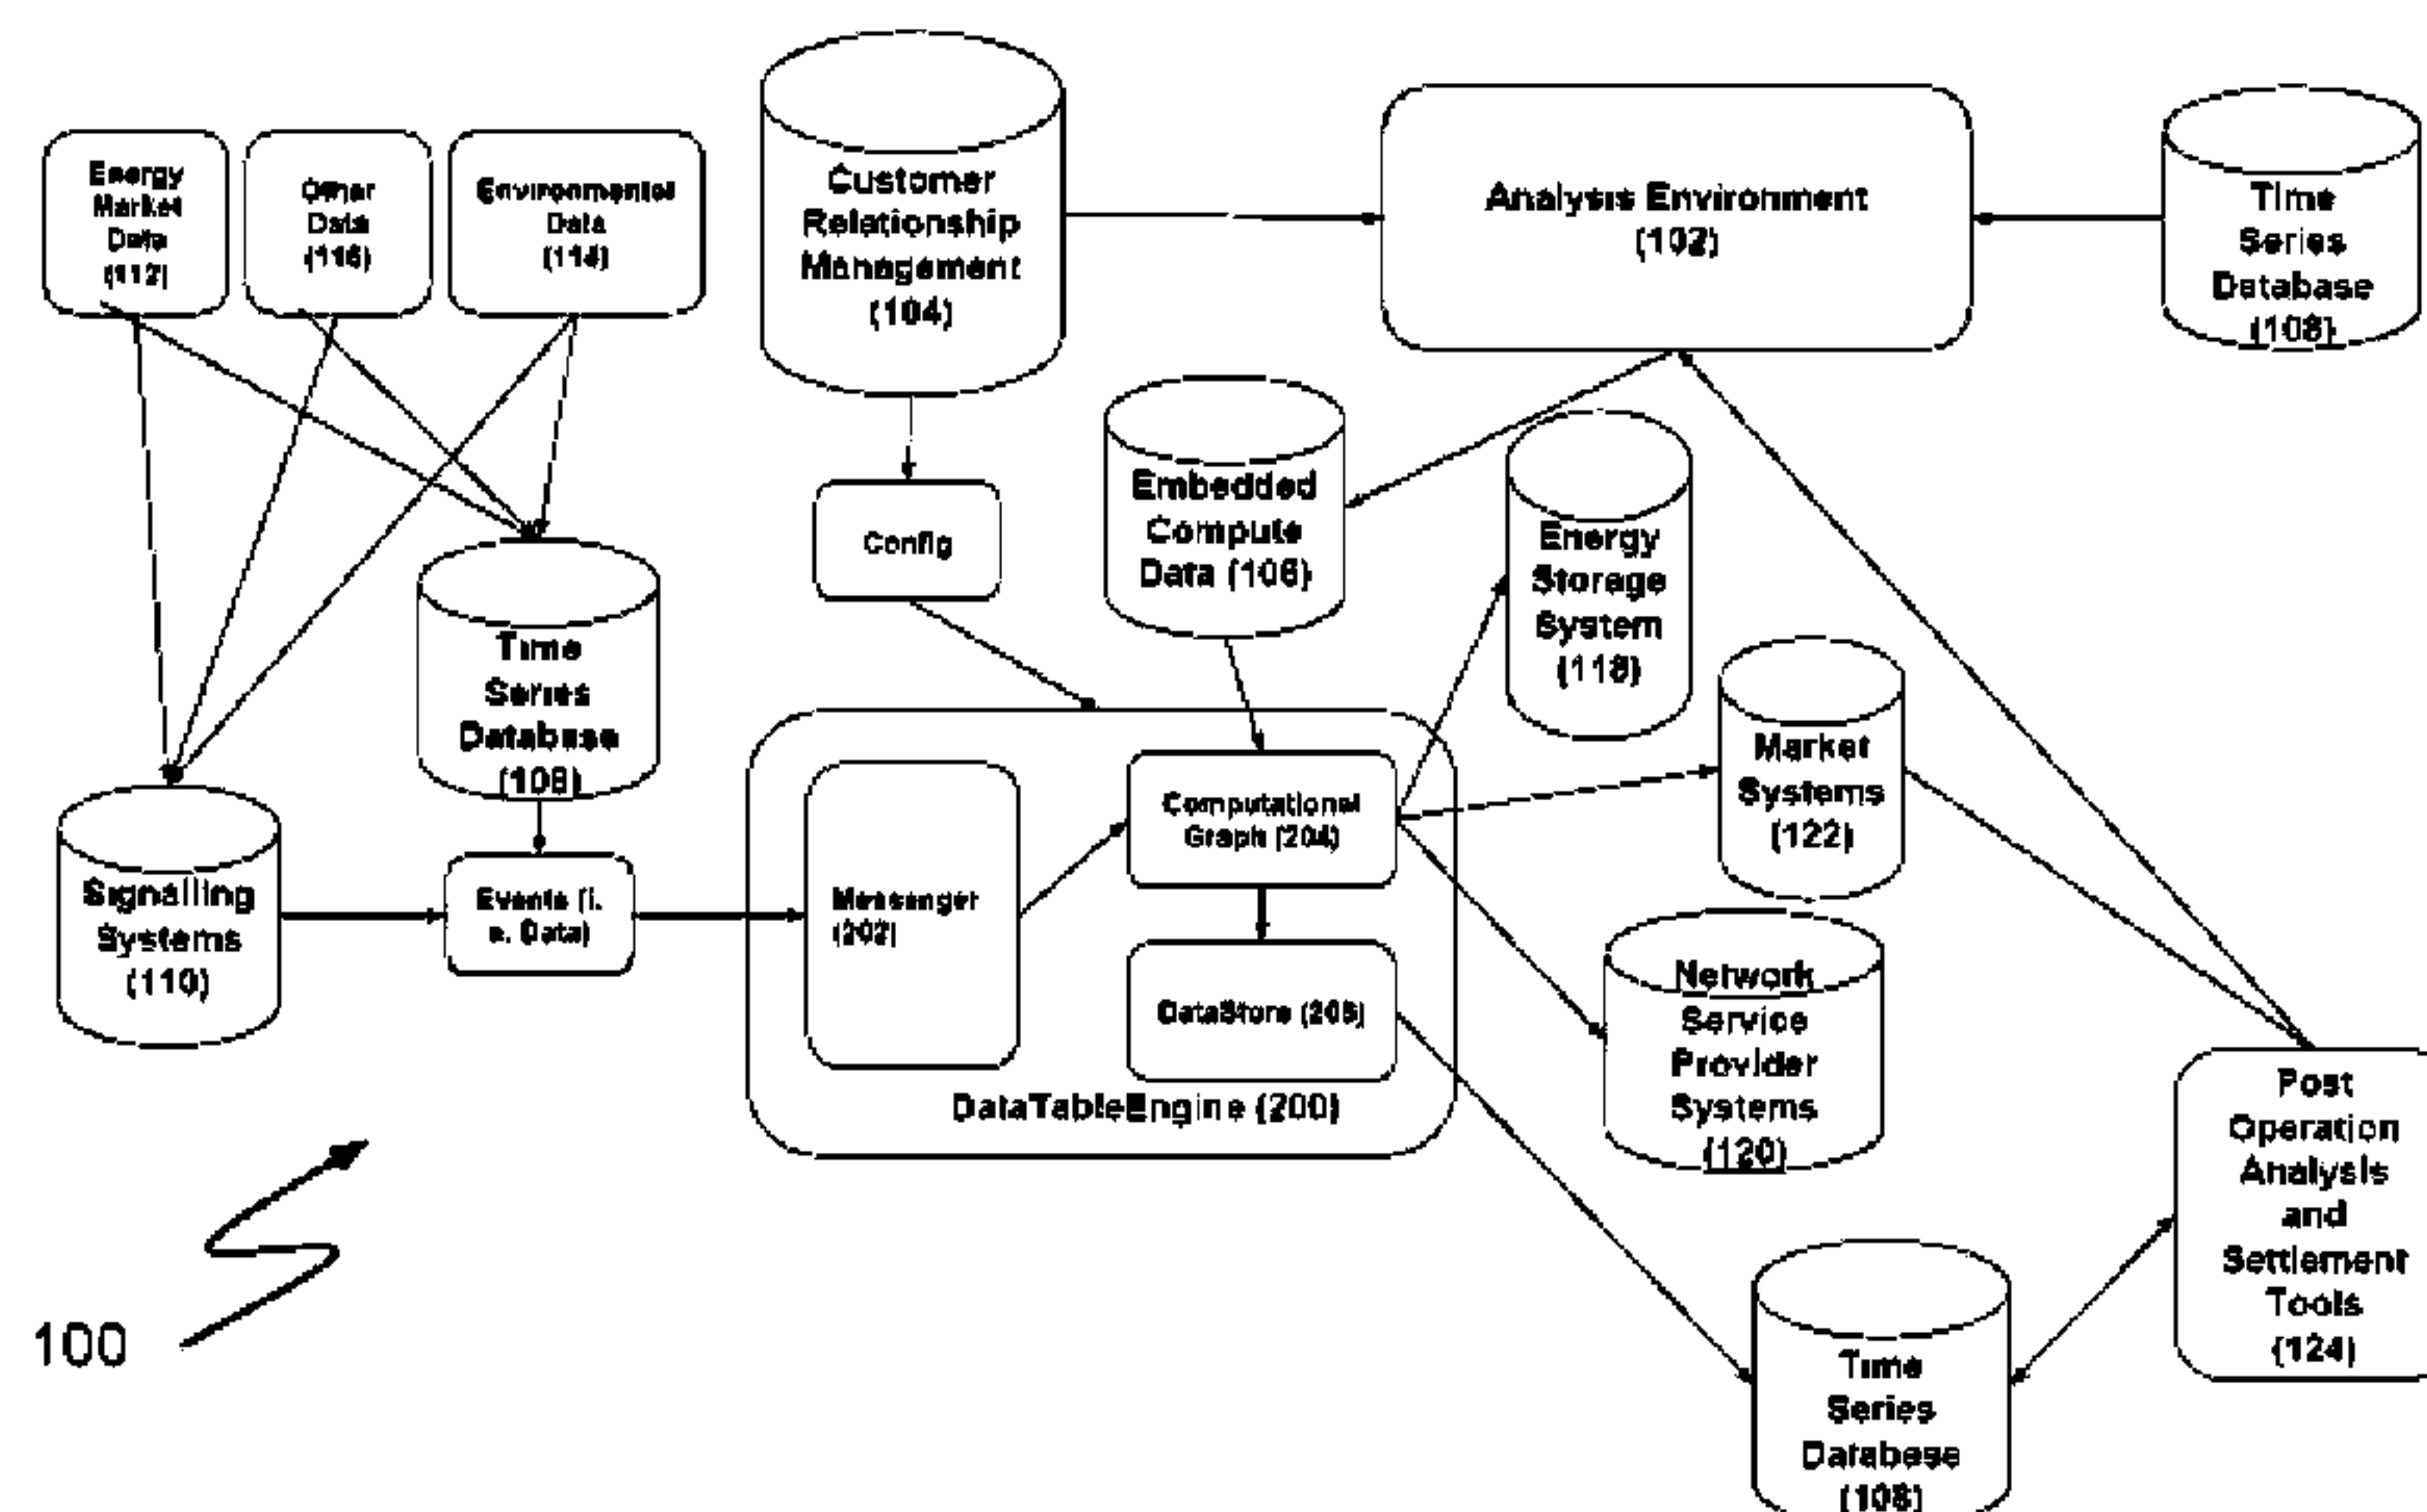 Energy
Market
Data
(112)
Other
Data
(116)
Environmental
Data
(114)
Customer
Relationship
Management
(104)
Analysis Environment
(102)
Time
Series
Database
(108)
Config
Embedded
Compute
Data (106)
Energy
Storage
System
(118)
Time
Series
Database
(108)
Market
Systems
(122)
Signalling
Systems
(110)
Events (i.
e. Data)
Messenger
(202)
Computational
Graph (204)
DataStore (206)
DataTableEngine (200)
Network
Service
Provider
Systems
(120)
Post
Operation
Analysis
and
Settlement
Tools
(124)
Time
Series
Database
(108)
100